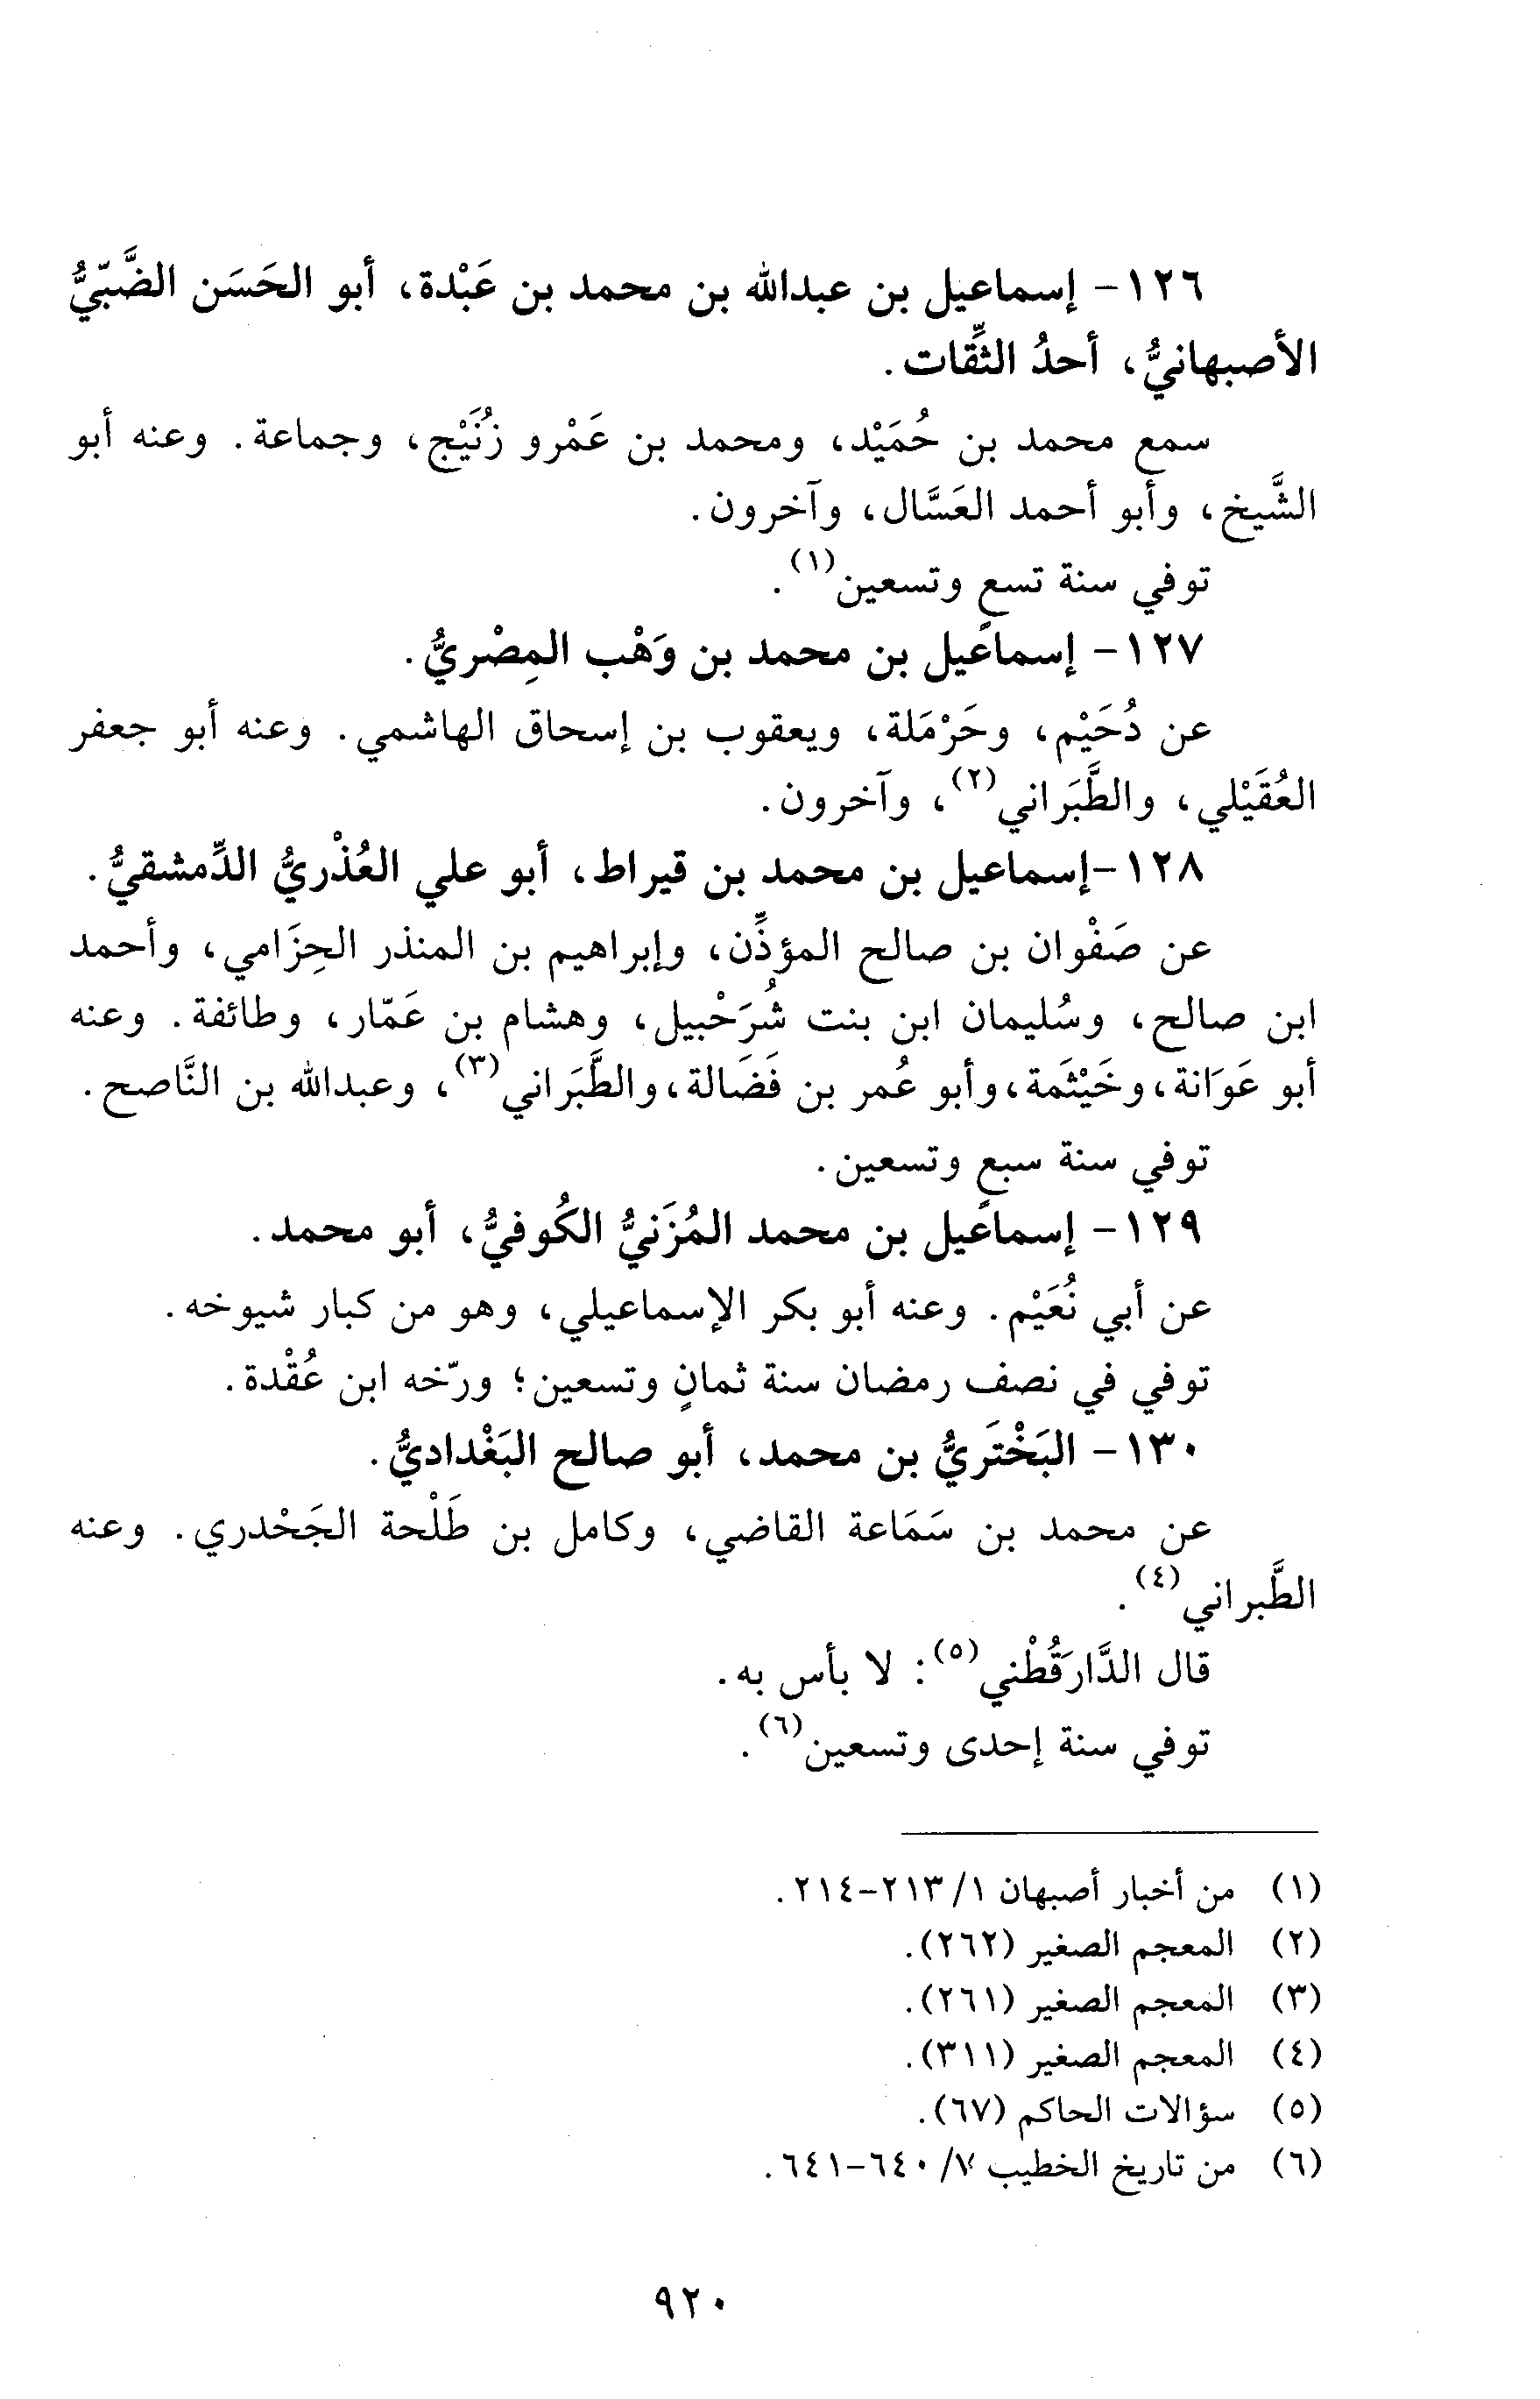 ١٢٦- إسماعيل بن عبدالله بن محمد بن عَبْدة، أبو الحَسَن الضَّبّيُّ
الأصبهانيُّ، أحدُ الثِّقات.
سمع محمد بن حُمَيْد، ومحمد بن عَمْرو زُنَيْج، وجماعة. وعنه أبو
الشَّيخ، وأبو أحمد العَسَّال، وآخرون.
توفي سنة تسعٍ وتسعين(١).
١٢٧- إسماعيل بن محمد بن وَهْب المِصْريُّ.
عن دُحَيْم، وحَرْمَلة، ويعقوب بن إسحاق الهاشمي. وعنه أبو جعفر
العُقَيْلي، والطَّبَراني(٢)، وآخرون.
١٢٨-إسماعيل بن محمد بن قيراط، أبو علي العُذْريُّ الدِّمشقيُّ.
عن صَفْوان بن صالح المؤذِّن، وإبراهيم بن المنذر الحِزَامي، وأحمد
ابن صالح، وسُليمان ابن بنت شُرَحْبيل، وهشام بن عَمّار، وطائفة. وعنه
أبو عَوَانة، وخَيْثَمة، وأبو عُمر بن فَضَالة، والطَّبَراني(٣)، وعبدالله بن النَّاصح.
توفي سنة سبعٍ وتسعين.
١٢٩- إسماعيل بن محمد المُزَنيُّ الكُوفيُّ، أبو محمد.
عن أبي نُعَيْم. وعنه أبو بكر الإسماعيلي، وهو من كبار شيوخه.
توفي في نصف رمضان سنة ثمانٍ وتسعين؛ ورّخه ابن عُقْدة.
١٣٠- البَخْتَريُّ بن محمد، أبو صالح البَغْداديُّ.
عن محمد بن سَمَاعة القاضي، وكامل بن طَلْحة الجَحْدري. وعنه
الطَّبراني(٤).
قال الدَّارَقُطْني(٥): لا بأس به.
توفي سنة إحدى وتسعين(٦).
(١) من أخبار أصبهان ١/ ٢١٣-٢١٤.
(٢) المعجم الصغير (٢٦٢).
(٣) المعجم الصغير (٢٦١).
(٤) المعجم الصغير (٣١١).
(٥) سؤالات الحاكم (٦٧).
(٦) من تاريخ الخطيب ٧/ ٦٤٠-٦٤١.
٩٢٠